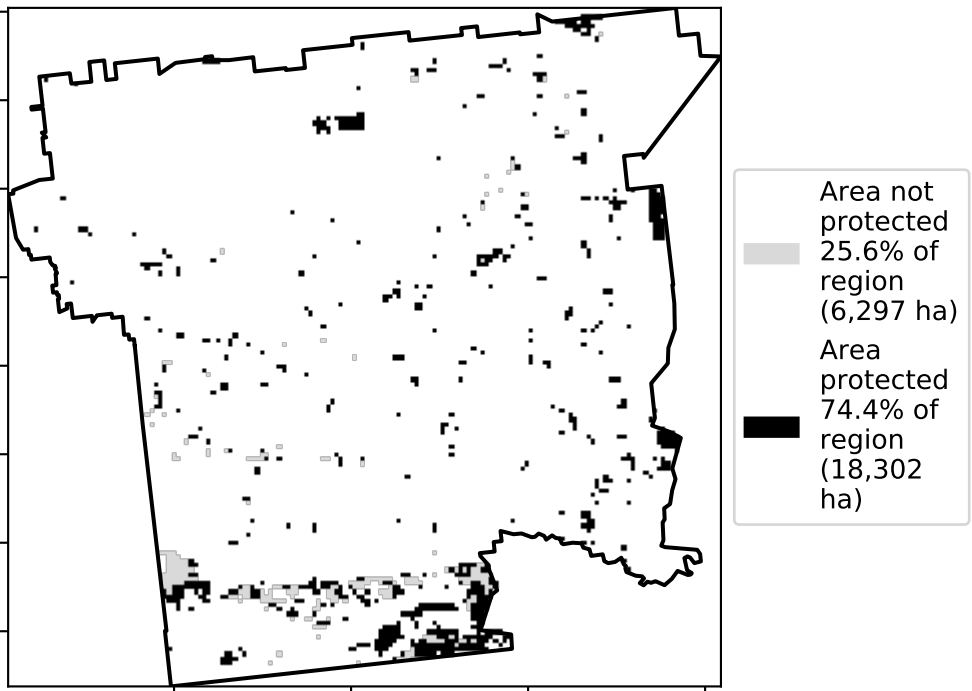 Area not
protected
25.6% of
region
(6,297 ha)
Area
protected
74.4% of
region
(18,302
ha)